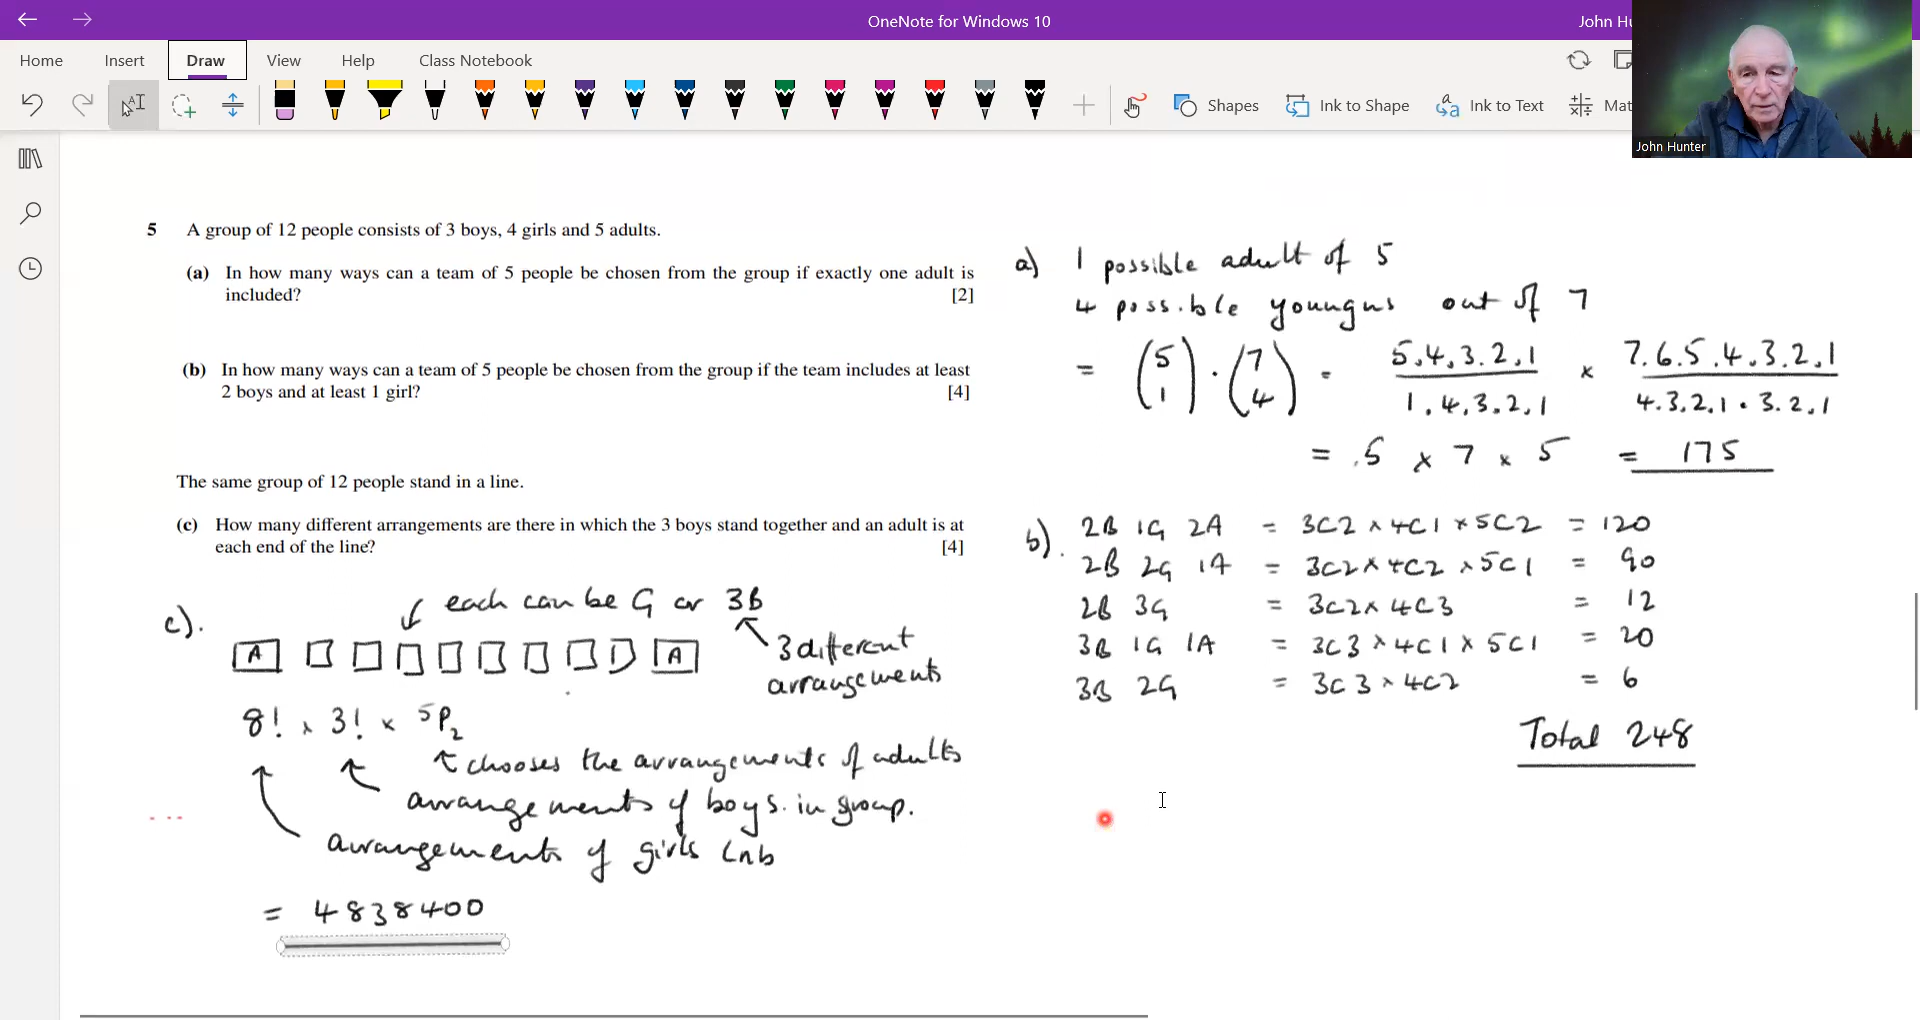 OneNote for Windows 10
John Hu
Home Insert Draw View Help Class Notebook
Shapes Ink to Shape Ink to Text Mat
John Hunter
5 A group of 12 people consists of 3 boys, 4 girls and 5 adults.
(a) In how many ways can a team of 5 people be chosen from the group if exactly one adult is
included? [2]
(b) In how many ways can a team of 5 people be chosen from the group if the team includes at least
2 boys and at least 1 girl? [4]
The same group of 12 people stand in a line.
(c) How many different arrangements are there in which the 3 boys stand together and an adult is at
each end of the line? [4]
c). each can be G or 3B
A A
3 different
arrangements
8! × 3! × 5P2
chooses the arrangements of adults
arrangements of boys in group.
arrangements of girls
= 4838400
a) 1 possible adult of 5
4 possible youngns out of 7
= (5 1) . (7 4) = 5.4.3.2.1 / 1.4.3.2.1 × 7.6.5.4.3.2.1 / 4.3.2.1.3.2.1
= 5 × 7 × 5 = 175
b). 2B 1G 2A = 3C2 × 4C1 × 5C2 = 120
2B 2G 1A = 3C2 × 4C2 × 5C1 = 90
2B 3G = 3C2 × 4C3 = 12
3B 1G 1A = 3C3 × 4C1 × 5C1 = 20
3B 2G = 3C3 × 4C2 = 6
Total 248